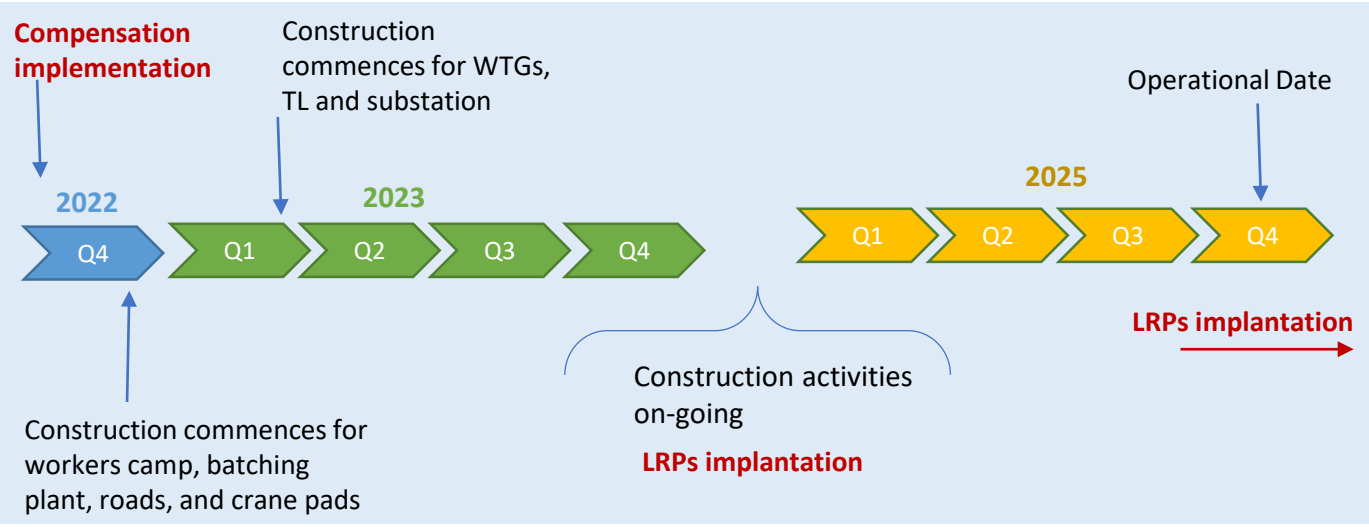 Compensation
implementation
Construction
commences for WTGs,
TL and substation
Operational Date
2022
2023
2025
Q4
Q1
Q2
Q3
Q4
Q1
Q2
Q3
Q4
LRPs implantation
Construction activities
on-going
LRPs implantation
Construction commences for
workers camp, batching
plant, roads, and crane pads